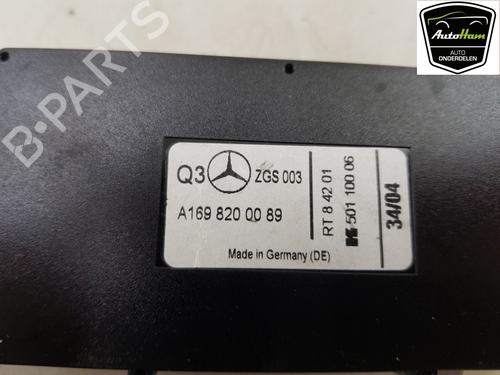 AutoHam
AUTO
ONDERDELEN
B-PARTS
Q3 ZGS 003
A169 820 00 89
Made in Germany (DE)
RT 8 42 01
501 100 06
34/04